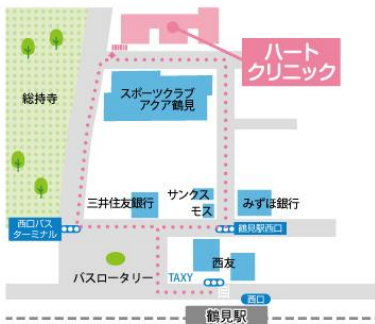 ハート
クリニック
総持寺
スポーツクラブ
アクア鶴見
三井住友銀行
サンクス
モス
みずほ銀行
西口バス
ターミナル
鶴見駅西口
バスロータリー
TAXY
西友
西口
鶴見駅